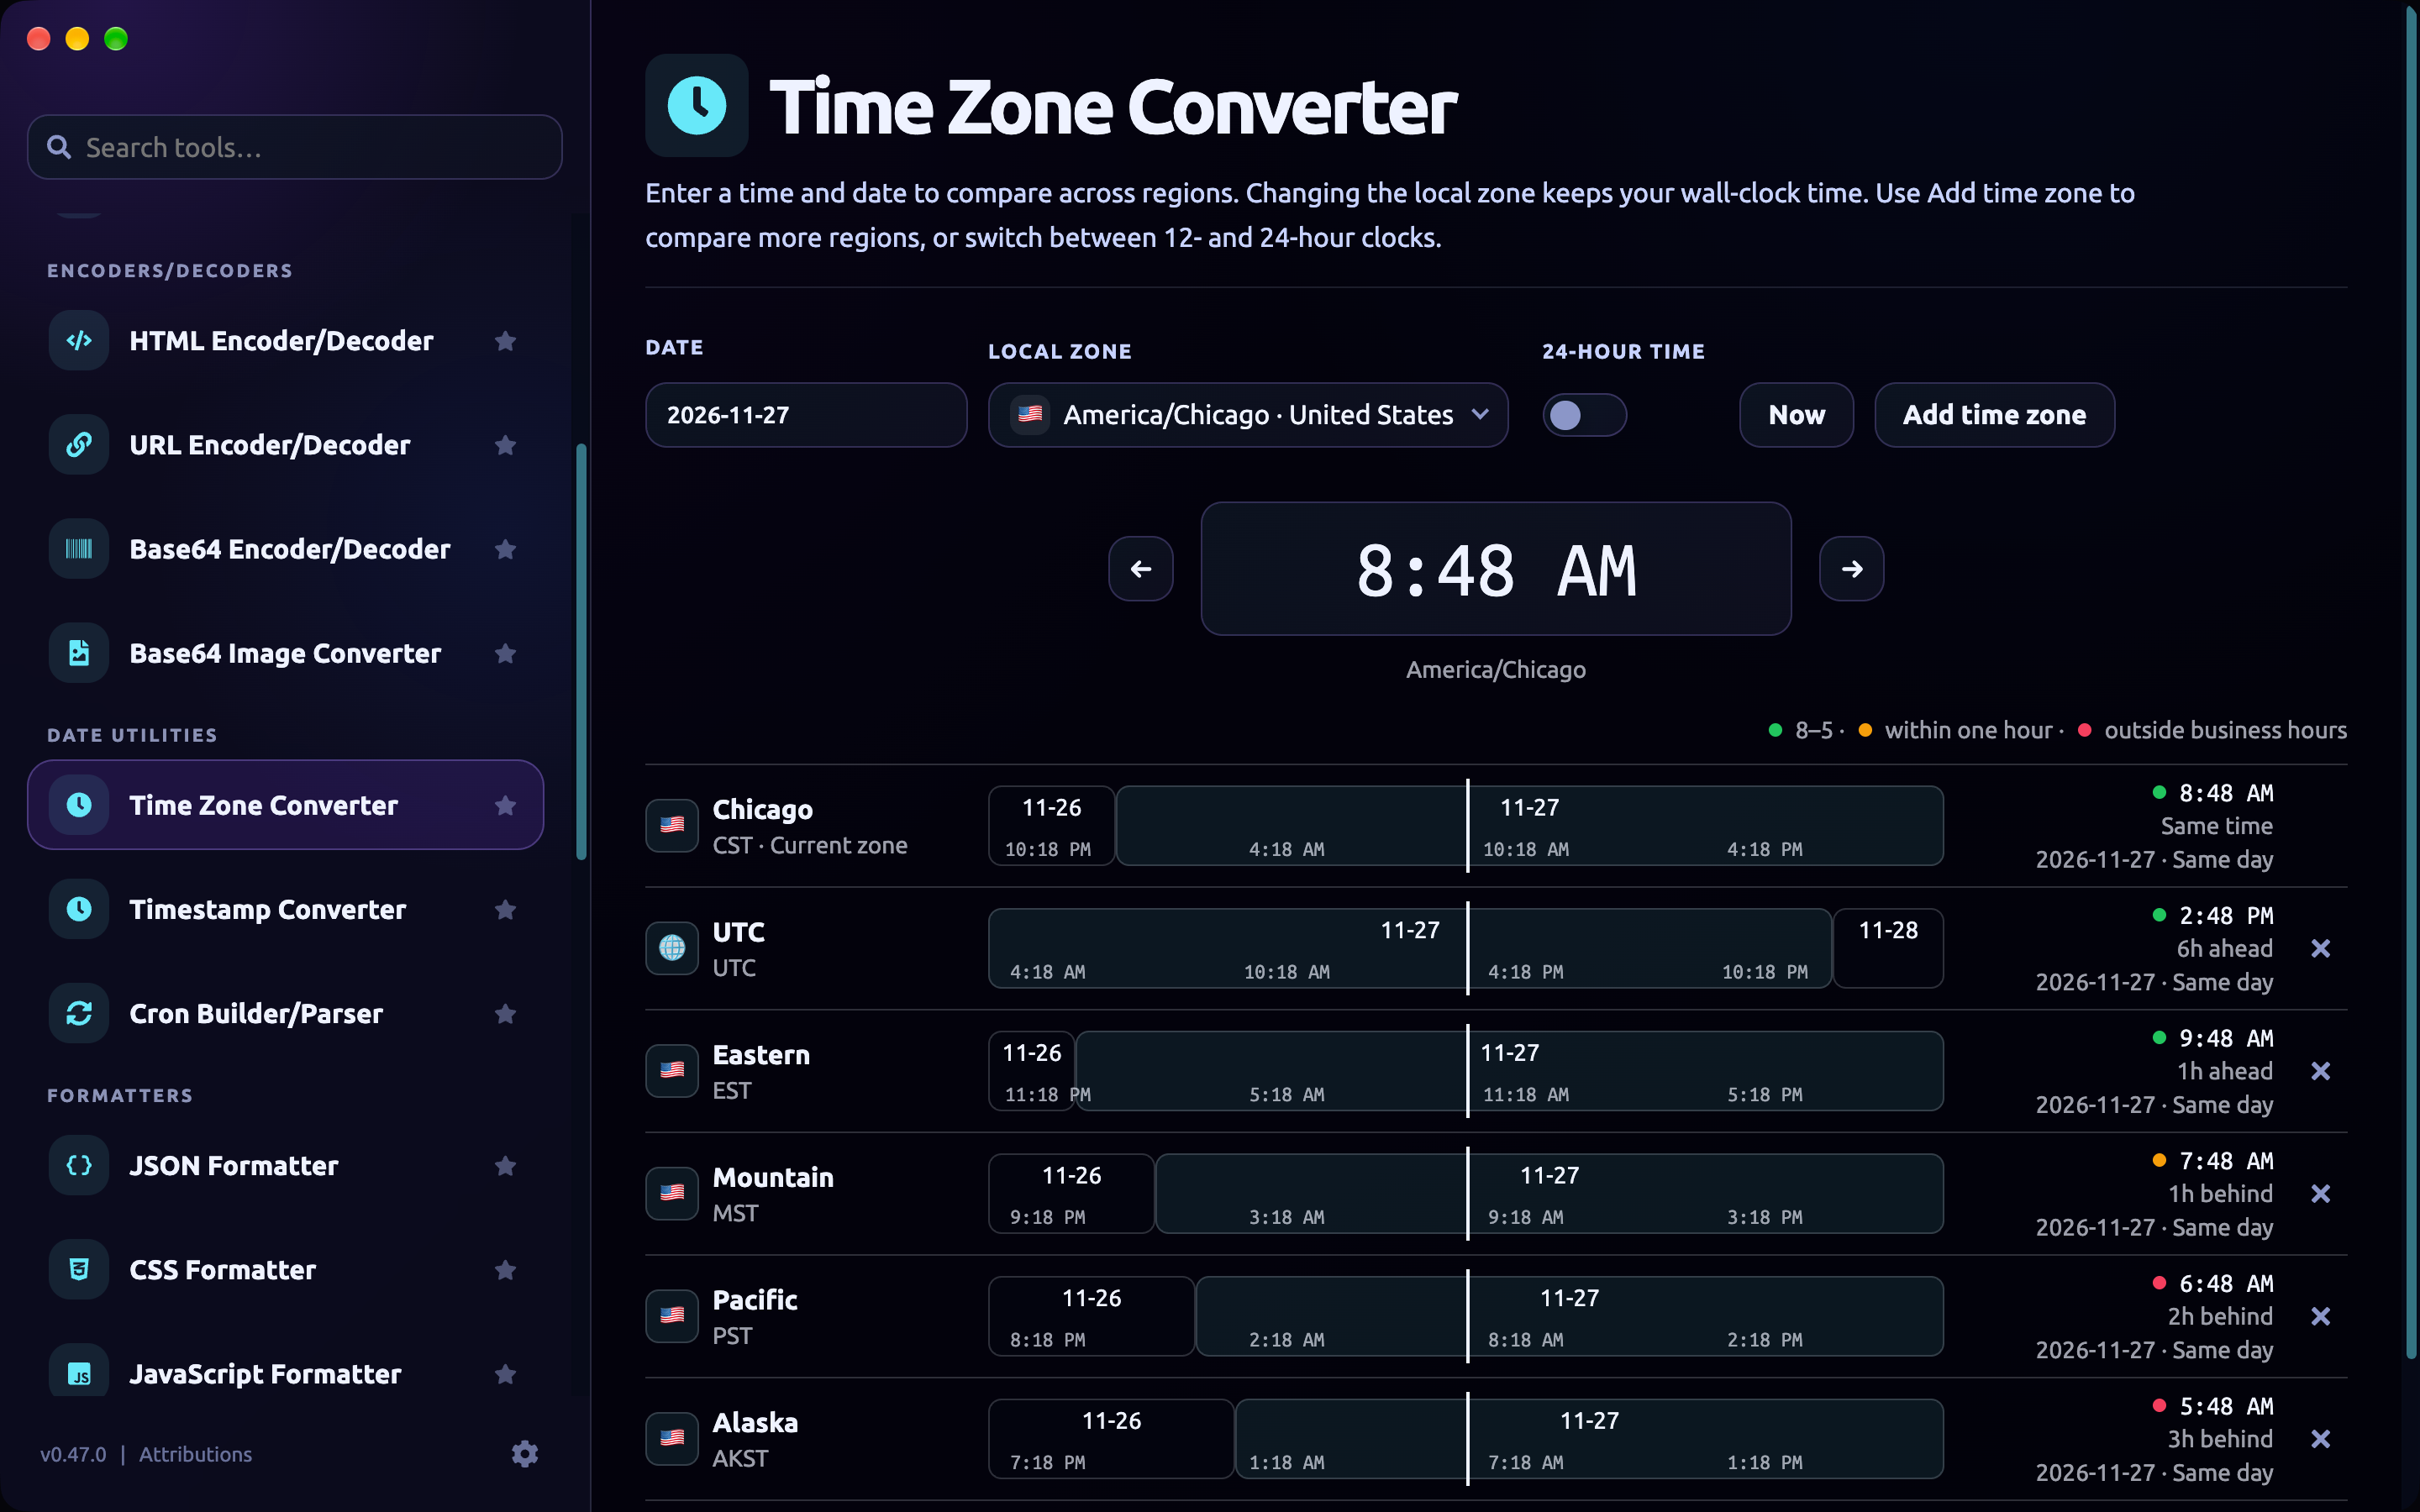 Search tools…
ENCODERS/DECODERS
HTML Encoder/Decoder
URL Encoder/Decoder
Base64 Encoder/Decoder
Base64 Image Converter
DATE UTILITIES
Time Zone Converter
Timestamp Converter
Cron Builder/Parser
FORMATTERS
JSON Formatter
CSS Formatter
JS
JavaScript Formatter
v0.47.0 | Attributions
Time Zone Converter
Enter a time and date to compare across regions. Changing the local zone keeps your wall-clock time. Use Add time zone to
compare more regions, or switch between 12- and 24-hour clocks.
DATE
LOCAL ZONE
24-HOUR TIME
2026-11-27
America/Chicago · United States
Now
Add time zone
8:48 AM
America/Chicago
8–5 · within one hour · outside business hours
Chicago
CST · Current zone
11-26
11-27
10:18 PM
4:18 AM
10:18 AM
4:18 PM
8:48 AM
Same time
2026-11-27 · Same day
UTC
UTC
11-27
11-28
4:18 AM
10:18 AM
4:18 PM
10:18 PM
2:48 PM
6h ahead
2026-11-27 · Same day
Eastern
EST
11-26
11-27
11:18 PM
5:18 AM
11:18 AM
5:18 PM
9:48 AM
1h ahead
2026-11-27 · Same day
Mountain
MST
11-26
11-27
9:18 PM
3:18 AM
9:18 AM
3:18 PM
7:48 AM
1h behind
2026-11-27 · Same day
Pacific
PST
11-26
11-27
8:18 PM
2:18 AM
8:18 AM
2:18 PM
6:48 AM
2h behind
2026-11-27 · Same day
Alaska
AKST
11-26
11-27
7:18 PM
1:18 AM
7:18 AM
1:18 PM
5:48 AM
3h behind
2026-11-27 · Same day